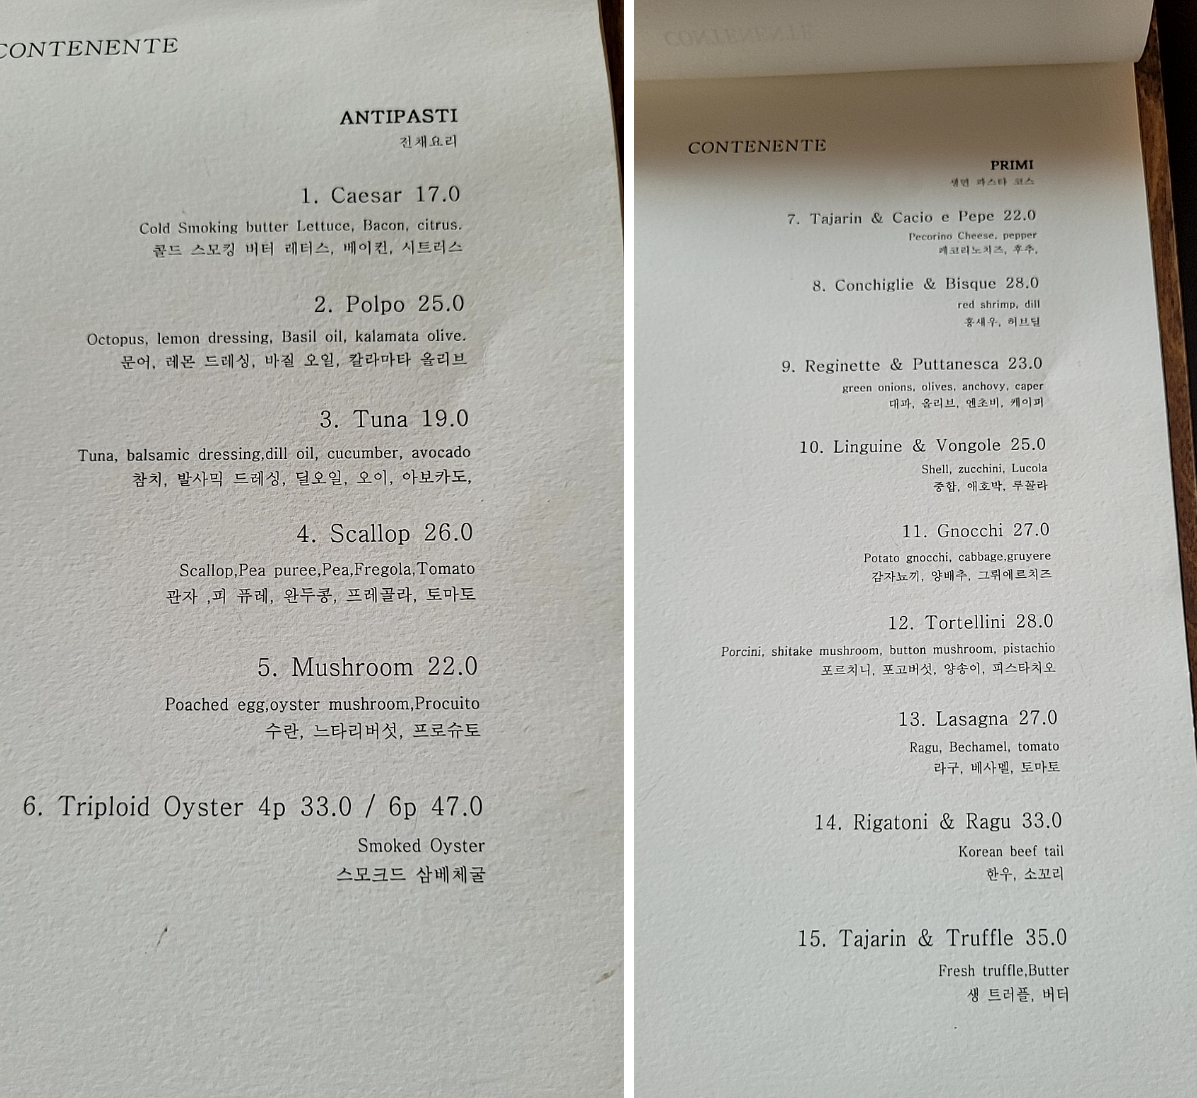 CONTENENTE
ANTIPASTI
전채요리
1. Caesar 17.0
Cold Smoking butter Lettuce, Bacon, citrus.
콜드 스모킹 버터 레터스, 베이컨, 시트러스
2. Polpo 25.0
Octopus, lemon dressing, Basil oil, kalamata olive.
문어, 레몬 드레싱, 바질 오일, 칼라마타 올리브
3. Tuna 19.0
Tuna, balsamic dressing,dill oil, cucumber, avocado
참치, 발사믹 드레싱, 딜오일, 오이, 아보카도,
4. Scallop 26.0
Scallop,Pea puree,Pea,Fregola,Tomato
관자 ,피 퓨레, 완두콩, 프레골라, 토마토
5. Mushroom 22.0
Poached egg,oyster mushroom,Procuito
수란, 느타리버섯, 프로슈토
6. Triploid Oyster 4p 33.0 / 6p 47.0
Smoked Oyster
스모크드 삼배체굴
CONTENENTE
CONTENENTE
PRIMI
생면 파스타 코스
7. Tajarin & Cacio e Pepe 22.0
Pecorino Cheese, pepper
페코리노치즈, 후추,
8. Conchiglie & Bisque 28.0
red shrimp, dill
홍새우, 허브딜
9. Reginette & Puttanesca 23.0
green onions, olives, anchovy, caper
대파, 올리브, 엔초비, 케이퍼
10. Linguine & Vongole 25.0
Shell, zucchini, Lucola
중합, 애호박, 루꼴라
11. Gnocchi 27.0
Potato gnocchi, cabbage,gruyere
감자뇨끼, 양배추, 그뤼에르치즈
12. Tortellini 28.0
Porcini, shitake mushroom, button mushroom, pistachio
포르치니, 포고버섯, 양송이, 피스타치오
13. Lasagna 27.0
Ragu, Bechamel, tomato
라구, 베샤멜, 토마토
14. Rigatoni & Ragu 33.0
Korean beef tail
한우, 소꼬리
15. Tajarin & Truffle 35.0
Fresh truffle,Butter
생 트러플, 버터